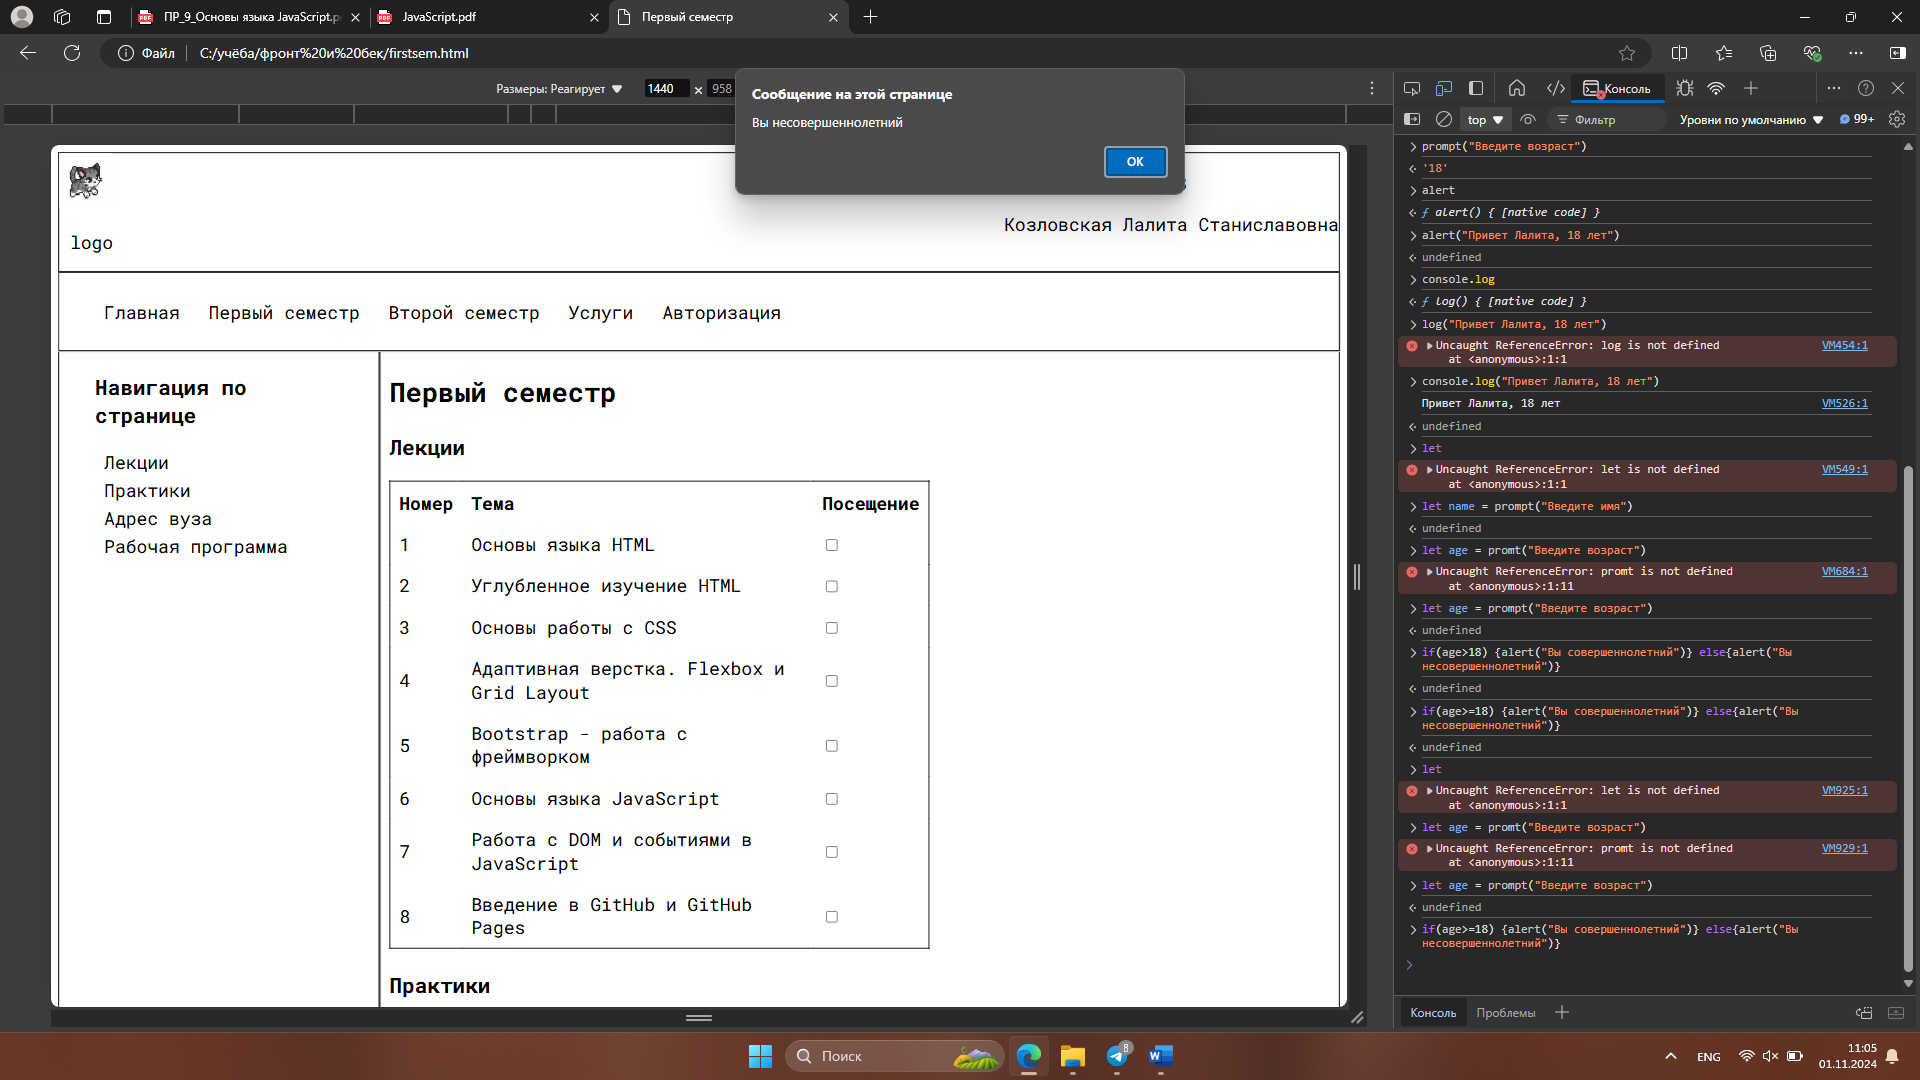 ПР_9_Основы языка JavaScript.p
JavaScript.pdf
Первый семестр
Файл
C:/учёба/фронт%20и%20бек/firstsem.html
Размеры: Реагирует
1440
×
958
Сообщение на этой странице
Вы несовершеннолетний
OK
logo
Козловская Лалита Станиславовна
Главная Первый семестр Второй семестр Услуги Авторизация
Навигация по
странице
Лекции
Практики
Адрес вуза
Рабочая программа
Первый семестр
Лекции
Номер Тема Посещение
1 Основы языка HTML
2 Углубленное изучение HTML
3 Основы работы с CSS
4 Адаптивная верстка. Flexbox и
Grid Layout
5 Bootstrap - работа с
фреймворком
6 Основы языка JavaScript
7 Работа с DOM и событиями в
JavaScript
8 Введение в GitHub и GitHub
Pages
Практики
Консоль
top
Фильтр
Уровни по умолчанию
99+
prompt("Введите возраст")
'18'
alert
ƒ alert() { [native code] }
alert("Привет Лалита, 18 лет")
undefined
console.log
ƒ log() { [native code] }
log("Привет Лалита, 18 лет")
Uncaught ReferenceError: log is not defined VM454:1
at <anonymous>:1:1
console.log("Привет Лалита, 18 лет")
Привет Лалита, 18 лет VM526:1
undefined
let
Uncaught ReferenceError: let is not defined VM549:1
at <anonymous>:1:1
let name = prompt("Введите имя")
undefined
let age = promt("Введите возраст")
Uncaught ReferenceError: promt is not defined VM684:1
at <anonymous>:1:11
let age = prompt("Введите возраст")
undefined
if(age>18) {alert("Вы совершеннолетний")} else{alert("Вы
несовершеннолетний")}
undefined
if(age>=18) {alert("Вы совершеннолетний")} else{alert("Вы
несовершеннолетний")}
undefined
let
Uncaught ReferenceError: let is not defined VM925:1
at <anonymous>:1:1
let age = promt("Введите возраст")
Uncaught ReferenceError: promt is not defined VM929:1
at <anonymous>:1:11
let age = prompt("Введите возраст")
undefined
if(age>=18) {alert("Вы совершеннолетний")} else{alert("Вы
несовершеннолетний")}
Консоль Проблемы
Поиск
8
ENG
11:05
01.11.2024